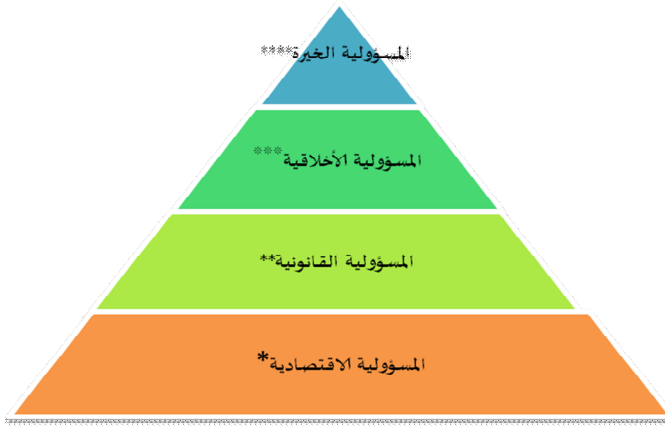 المسؤولية الخيرة****
المسؤولية الأخلاقية***
المسؤولية القانونية**
المسؤولية الاقتصادية*